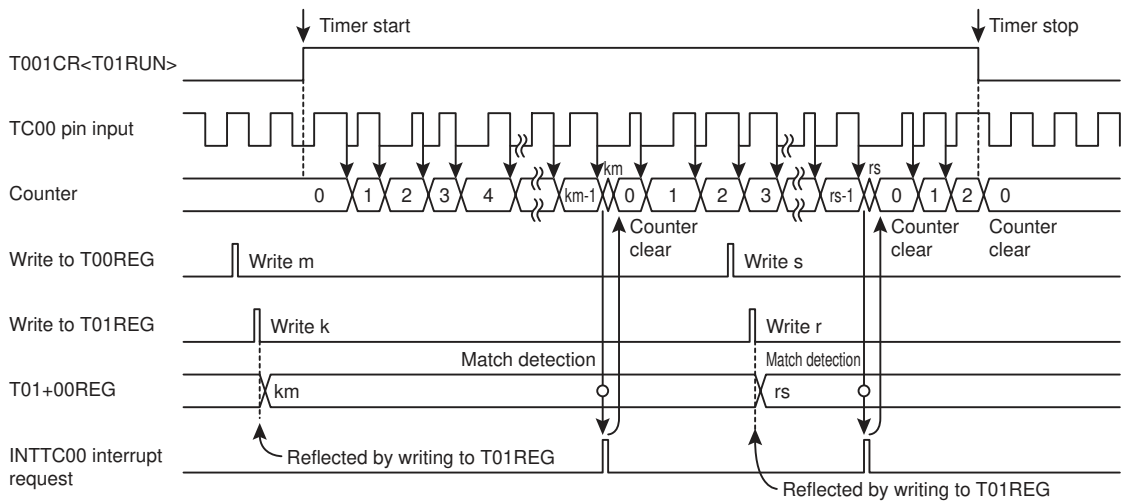 Timer start
Timer stop
T001CR<T01RUN>
TC00 pin input
km
rs
Counter
0 1 2 3 4 km-1 0 1 2 3 rs-1 0 1 2 0
Counter clear
Counter clear
Counter clear
Write to T00REG
Write m
Write s
Write to T01REG
Write k
Write r
Match detection
Match detection
T01+00REG
km
rs
INTTC00 interrupt
request
Reflected by writing to T01REG
Reflected by writing to T01REG